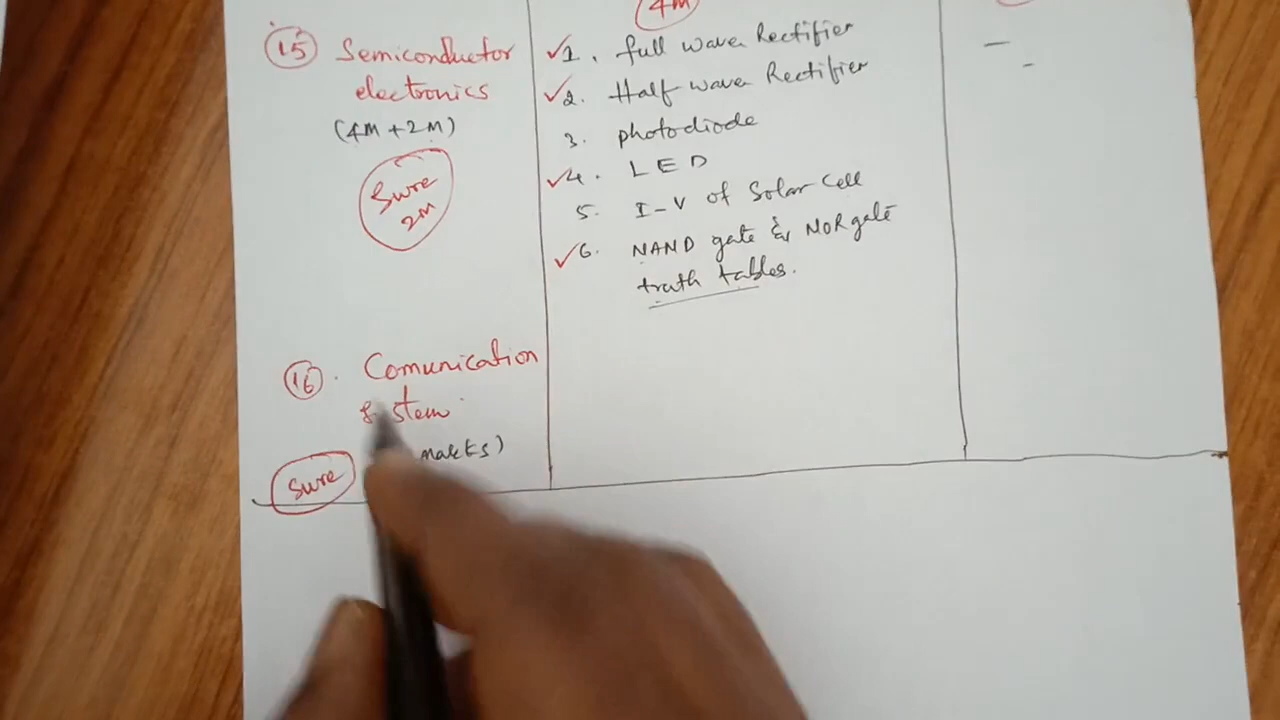 4M
15 Semiconductor
electronics
(4M + 2M)
Sure
2M
✓1. full wave Rectifier
✓2. Half wave Rectifier
3. photodiode
✓4. LED
5. I-V of Solar Cell
✓6. NAND gate & NOR gate
truth tables.
16. Comunication
system
marks)
Sure